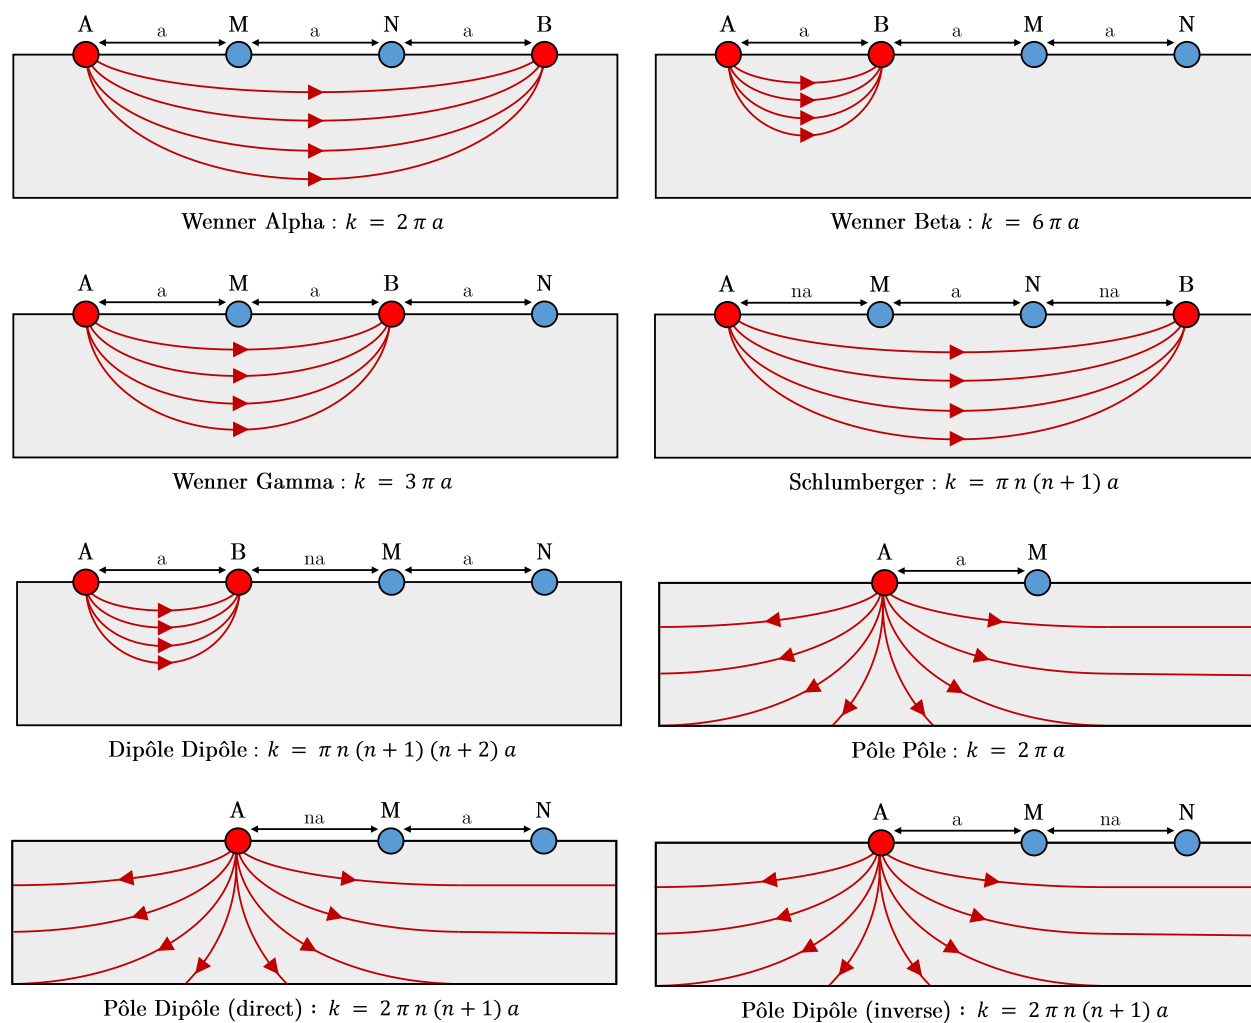 A M N B
a a a
Wenner Alpha : k = 2 π a
A B M N
a a a
Wenner Beta : k = 6 π a
A M B N
a a a
Wenner Gamma : k = 3 π a
A M N B
na a na
Schlumberger : k = π n (n + 1) a
A B M N
a na a
Dipôle Dipôle : k = π n (n + 1) (n + 2) a
A M
a
Pôle Pôle : k = 2 π a
A M N
na a
Pôle Dipôle (direct) : k = 2 π n (n + 1) a
A M N
a na
Pôle Dipôle (inverse) : k = 2 π n (n + 1) a